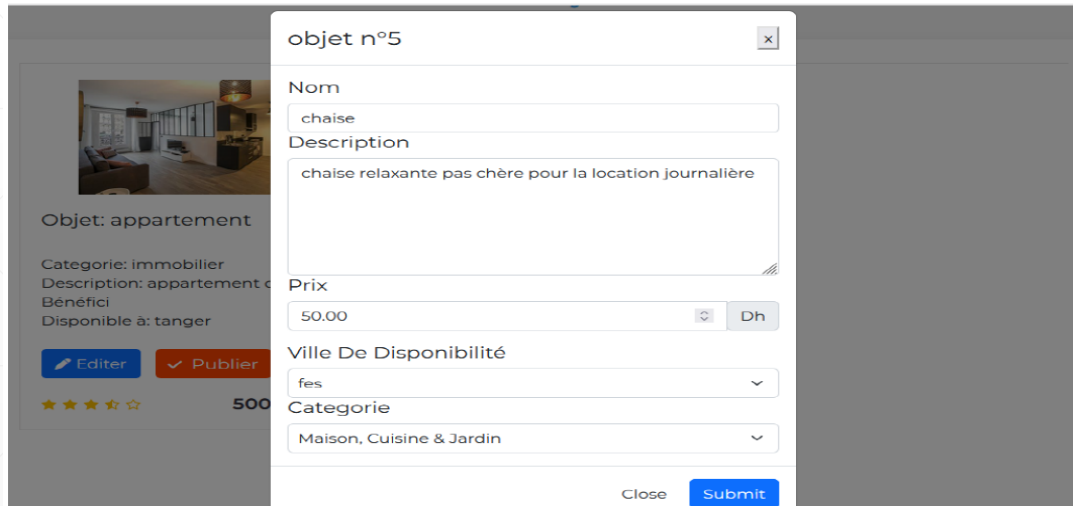 objet n°5
×
Nom
chaise
Description
chaise relaxante pas chère pour la location journalière
Prix
50.00
Dh
Ville De Disponibilité
fes
Categorie
Maison, Cuisine & Jardin
Close
Submit
Objet: appartement
Categorie: immobilier
Description: appartement
Bénéfici
Disponible à: tanger
Editer
Publier
500